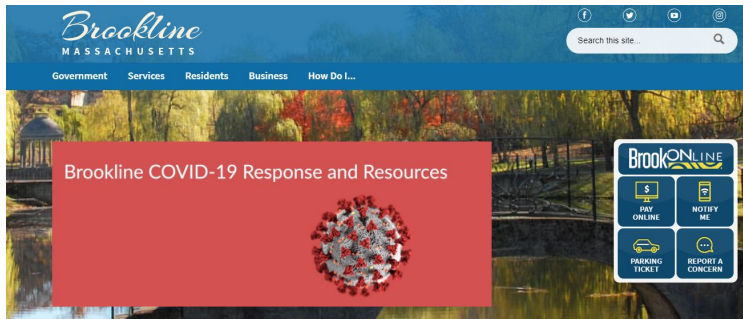 Brookline
MASSACHUSETTS
Search this site...
Government Services Residents Business How Do I...
Brookline COVID-19 Response and Resources
BrookONLINE
$
PAY
ONLINE
NOTIFY
ME
PARKING
TICKET
REPORT A
CONCERN